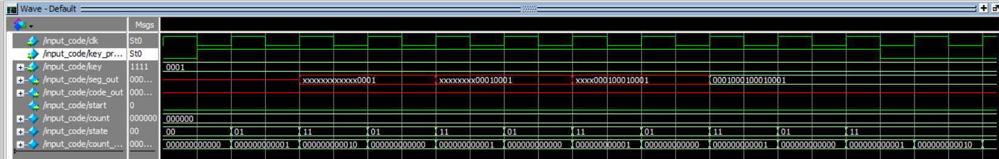 Wave - Default
Msgs
/input_code/clk St0
/input_code/key_pr... St0
/input_code/key 1111 0001
/input_code/seg_out 000... xxxxxxxxxxxx0001 xxxxxxxx00010001 xxxx000100010001 0001000100010001
/input_code/code_out 000...
/input_code/start 0
/input_code/count 000000 000000
/input_code/state 00 00 01 11 01 11 01 11 01 11 01 11
/input_code/count_... 000... 000000000000 000000000001 000000000010 000000000000 000000000001 000000000000 000000000001 000000000000 000000000001 000000000000 000000000001 000000000010